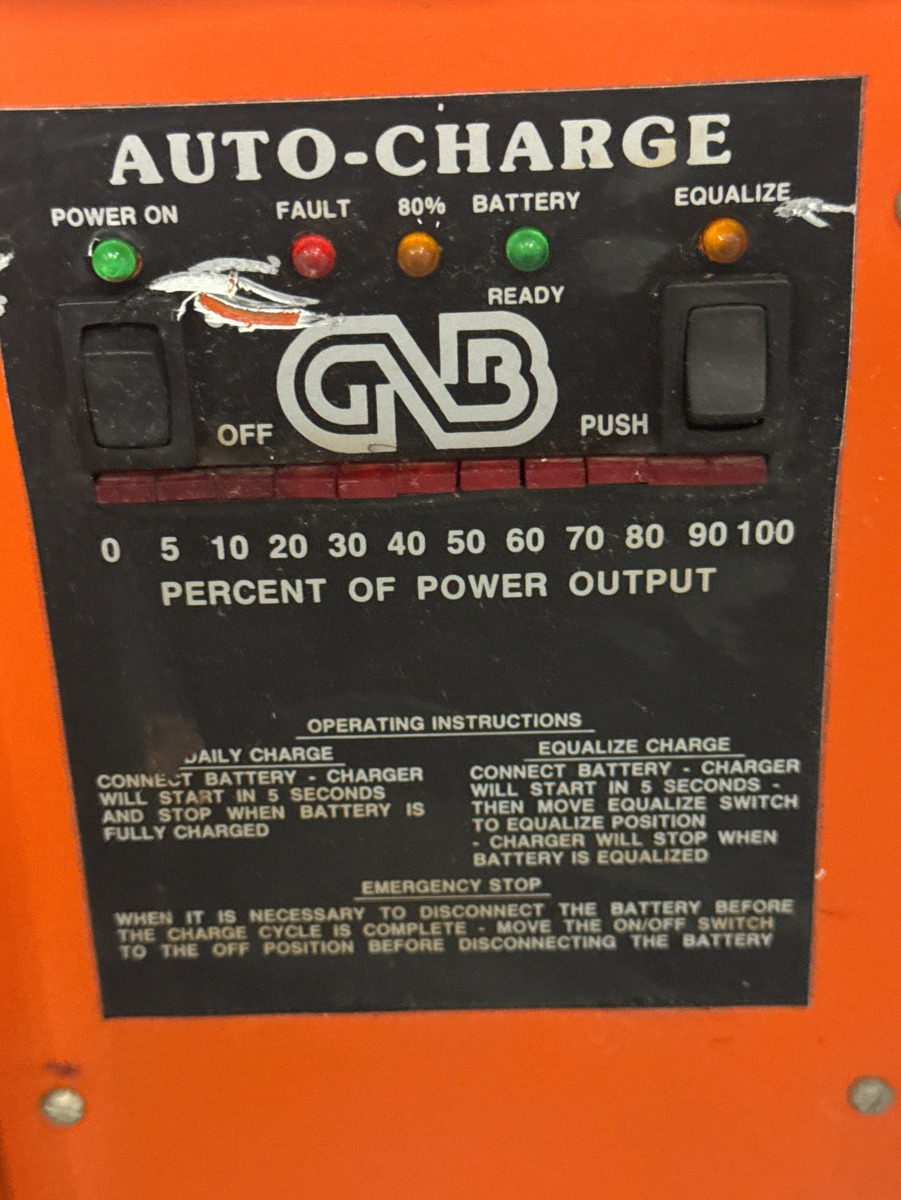 AUTO-CHARGE
POWER ON FAULT 80% BATTERY EQUALIZE
READY
GNB
OFF PUSH
0 5 10 20 30 40 50 60 70 80 90 100
PERCENT OF POWER OUTPUT
OPERATING INSTRUCTIONS
DAILY CHARGE
CONNECT BATTERY - CHARGER
WILL START IN 5 SECONDS
AND STOP WHEN BATTERY IS
FULLY CHARGED
EQUALIZE CHARGE
CONNECT BATTERY - CHARGER
WILL START IN 5 SECONDS -
THEN MOVE EQUALIZE SWITCH
TO EQUALIZE POSITION
- CHARGER WILL STOP WHEN
BATTERY IS EQUALIZED
EMERGENCY STOP
WHEN IT IS NECESSARY TO DISCONNECT THE BATTERY BEFORE
THE CHARGE CYCLE IS COMPLETE - MOVE THE ON/OFF SWITCH
TO THE OFF POSITION BEFORE DISCONNECTING THE BATTERY